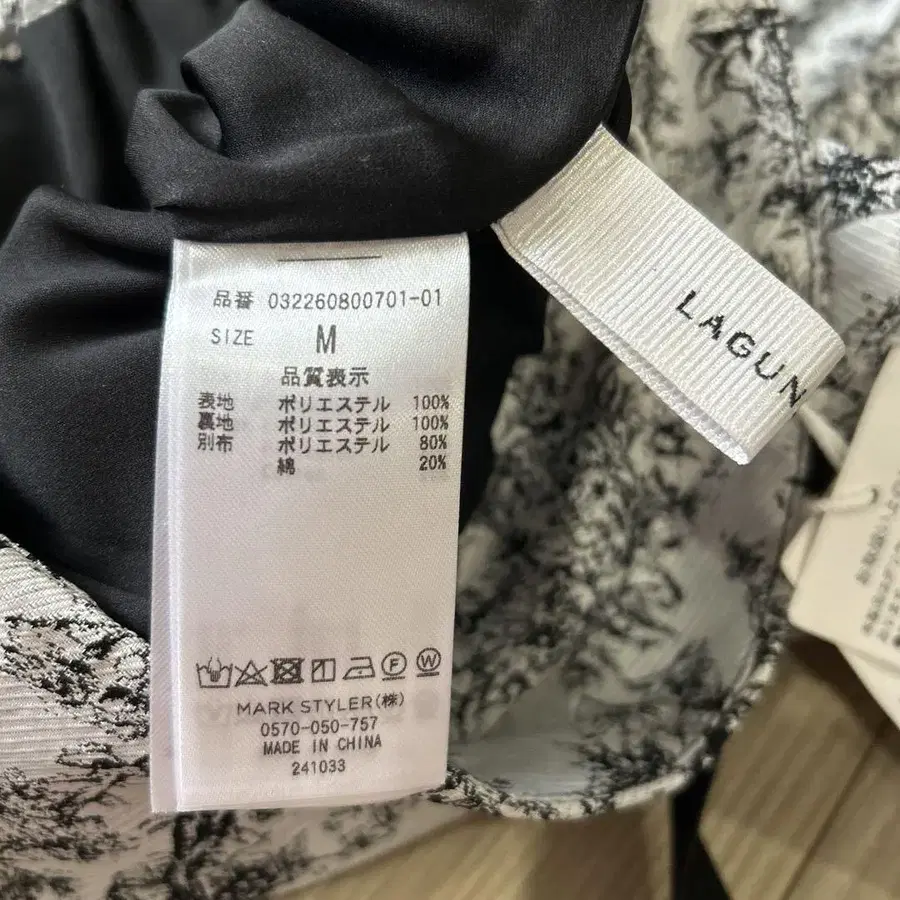 品番 032260800701-01
SIZE M
品質表示
表地 ポリエステル 100%
裏地 ポリエステル 100%
別布 ポリエステル 80%
綿 20%
MARK STYLER(株)
0570-050-757
MADE IN CHINA
241033
LAGUN